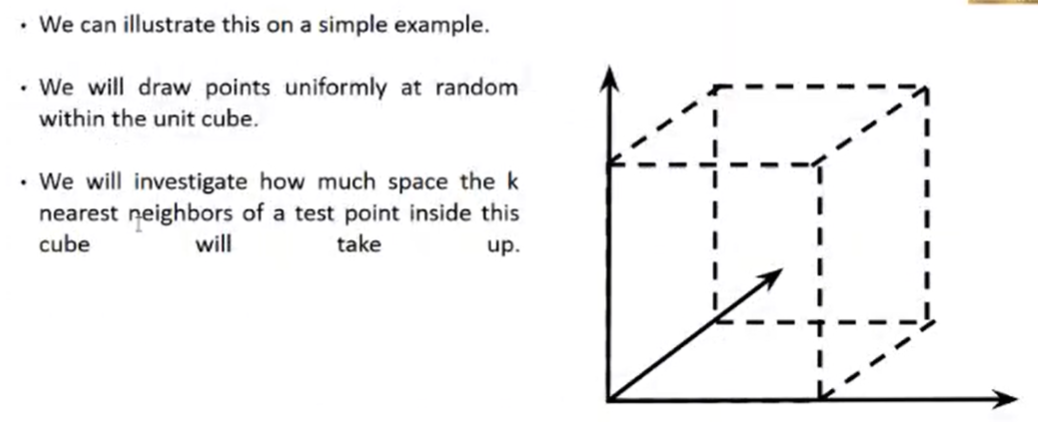 • We can illustrate this on a simple example.
• We will draw points uniformly at random
within the unit cube.
• We will investigate how much space the k
nearest neighbors of a test point inside this
cube will take up.